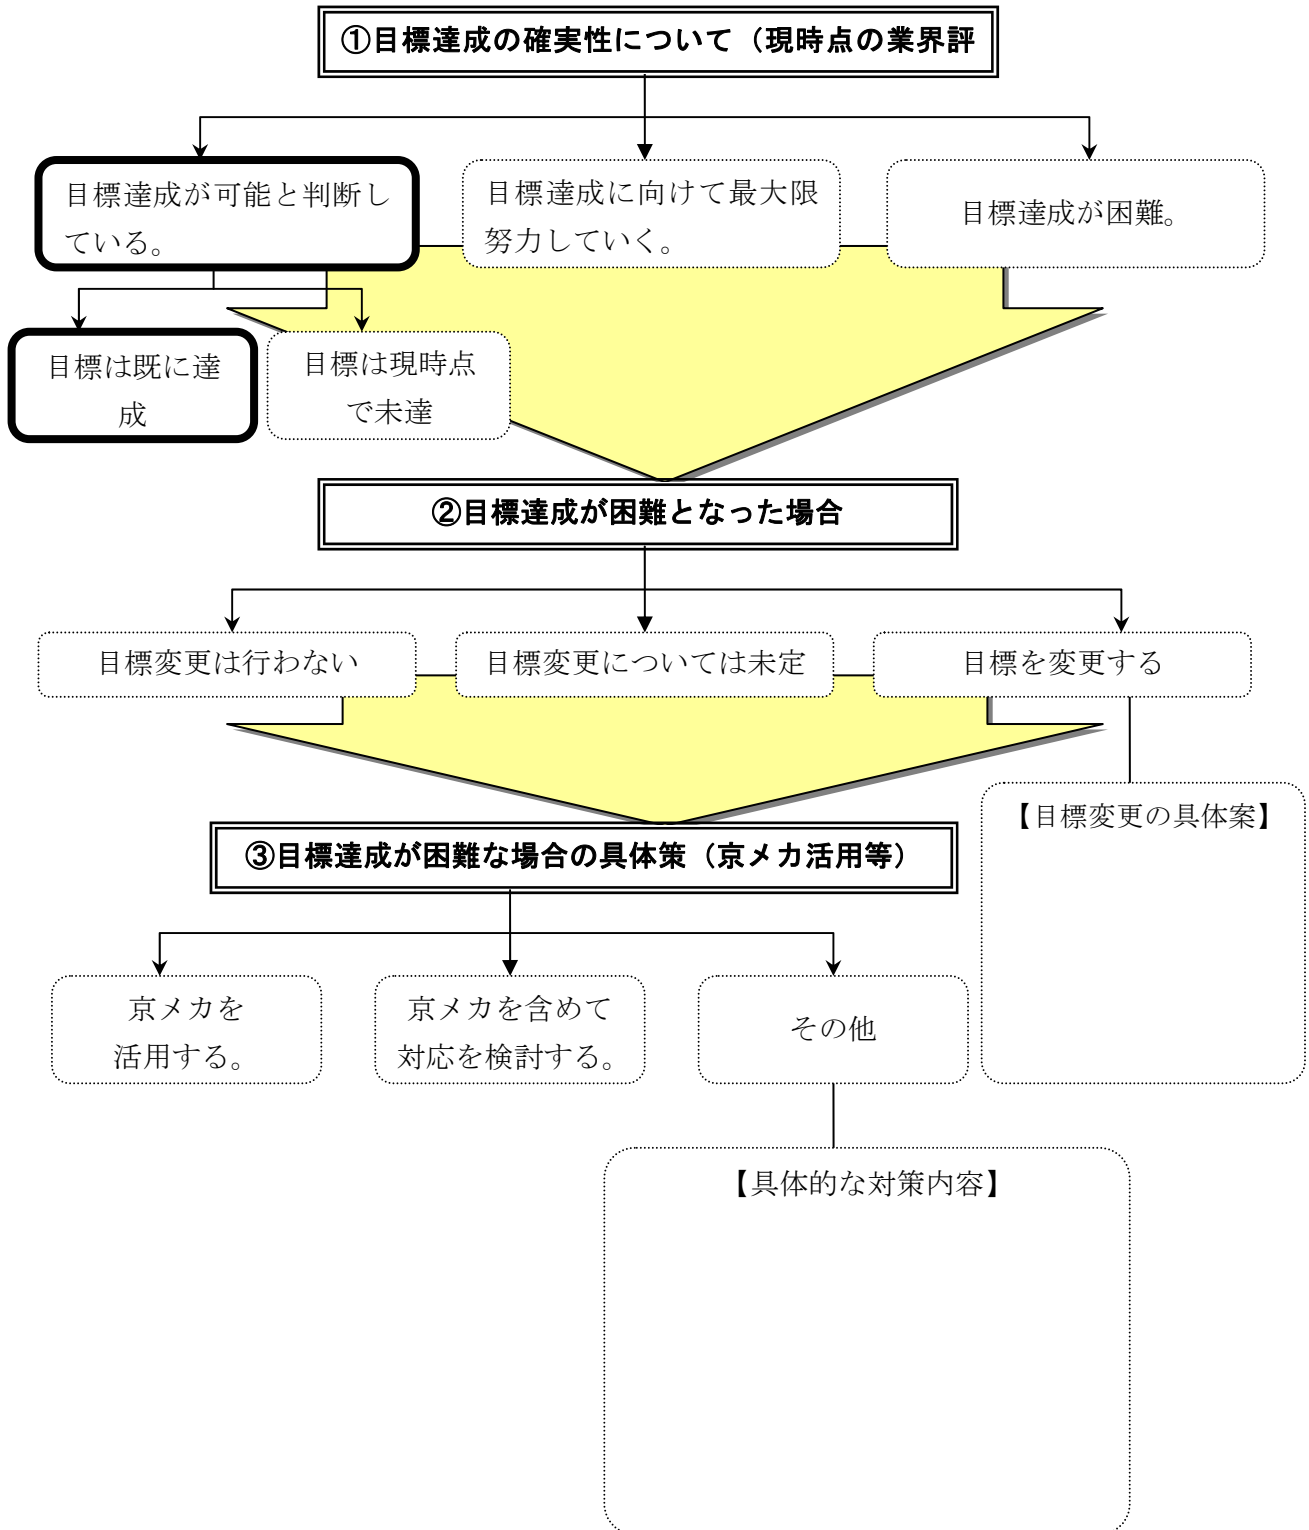 ①目標達成の確実性について（現時点の業界評
目標達成が可能と判断し
ている。
目標達成に向けて最大限
努力していく。
目標達成が困難。
目標は既に達
成
目標は現時点
で未達
②目標達成が困難となった場合
目標変更は行わない
目標変更については未定
目標を変更する
【目標変更の具体案】
③目標達成が困難な場合の具体策（京メカ活用等）
京メカを
活用する。
京メカを含めて
対応を検討する。
その他
【具体的な対策内容】